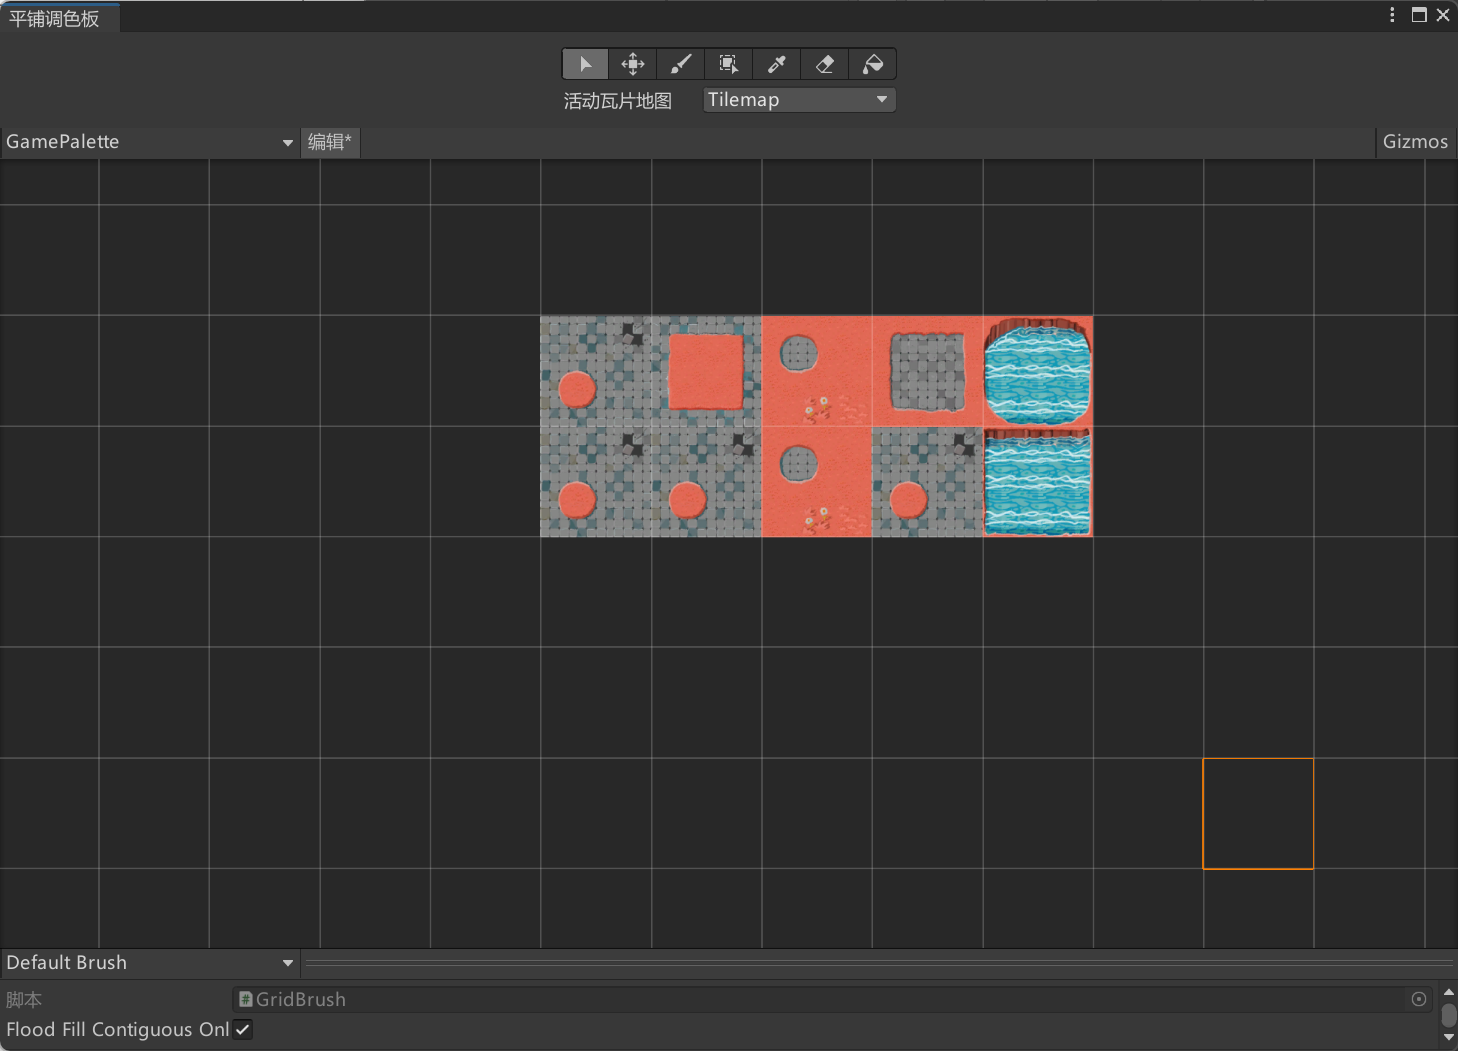 平铺调色板
活动瓦片地图 Tilemap
GamePalette 编辑* Gizmos
Default Brush
脚本 GridBrush
Flood Fill Contiguous Onl